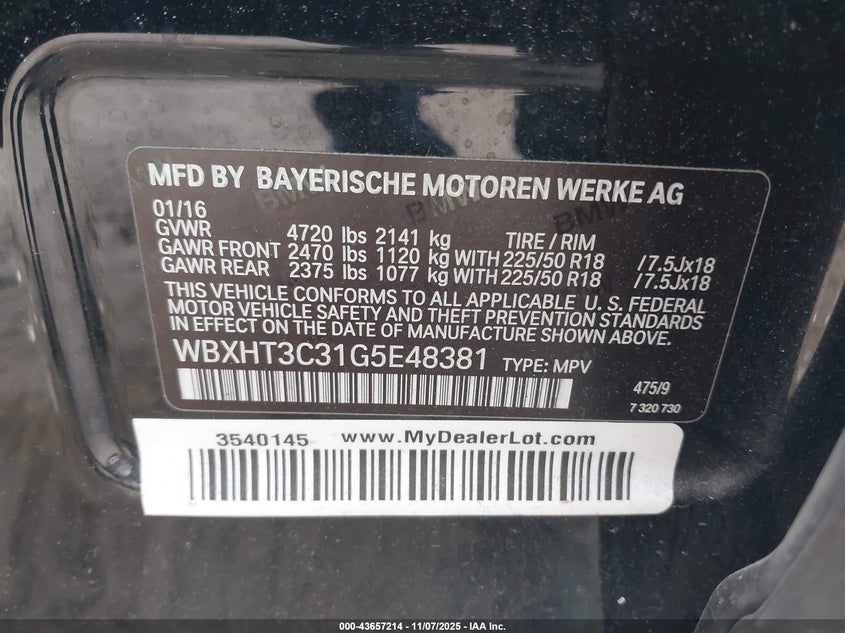 MFD BY BAYERISCHE MOTOREN WERKE AG
01/16
GVWR 4720 lbs 2141 kg TIRE / RIM
GAWR FRONT 2470 lbs 1120 kg WITH 225/50 R18 /7.5Jx18
GAWR REAR 2375 lbs 1077 kg WITH 225/50 R18 /7.5Jx18
THIS VEHICLE CONFORMS TO ALL APPLICABLE U. S. FEDERAL
MOTOR VEHICLE SAFETY AND THEFT PREVENTION STANDARDS
IN EFFECT ON THE DATE OF MANUFACTURE SHOWN ABOVE.
WBXHT3C31G5E48381 TYPE: MPV
475/9
7 320 730
3540145 www.MyDealerLot.com
000-43657214 - 11/07/2025 - IAA Inc.